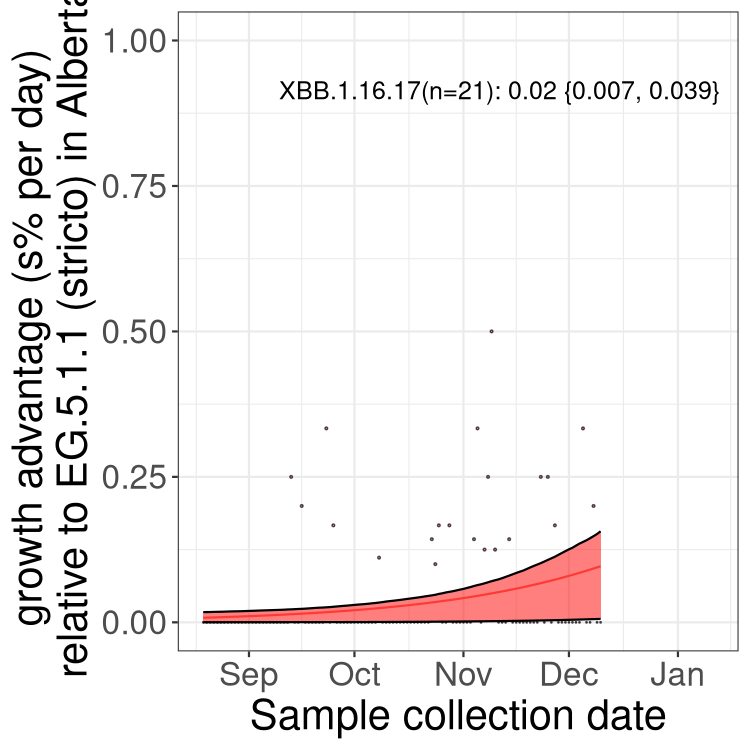 growth advantage (s% per day)
relative to EG.5.1.1 (stricto) in Alberta
1.00
0.75
0.50
0.25
0.00
XBB.1.16.17(n=21): 0.02 {0.007, 0.039}
Sep Oct Nov Dec Jan
Sample collection date